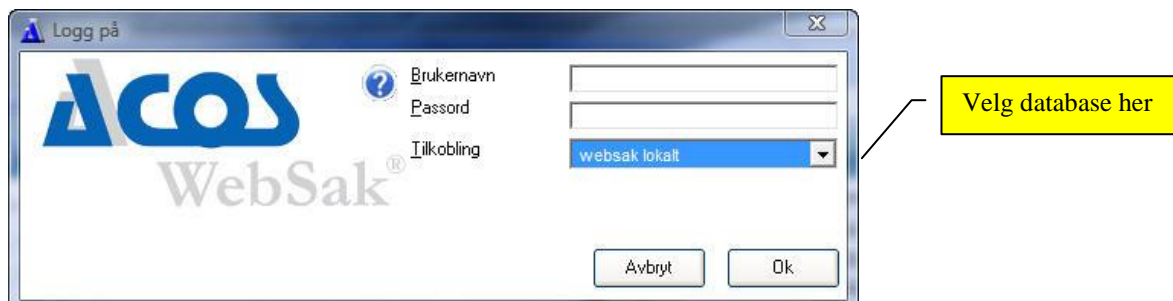 Logg på
ACOS
WebSak®
Brukernavn
Passord
Tilkobling
websak lokalt
Avbryt
Ok
Velg database her